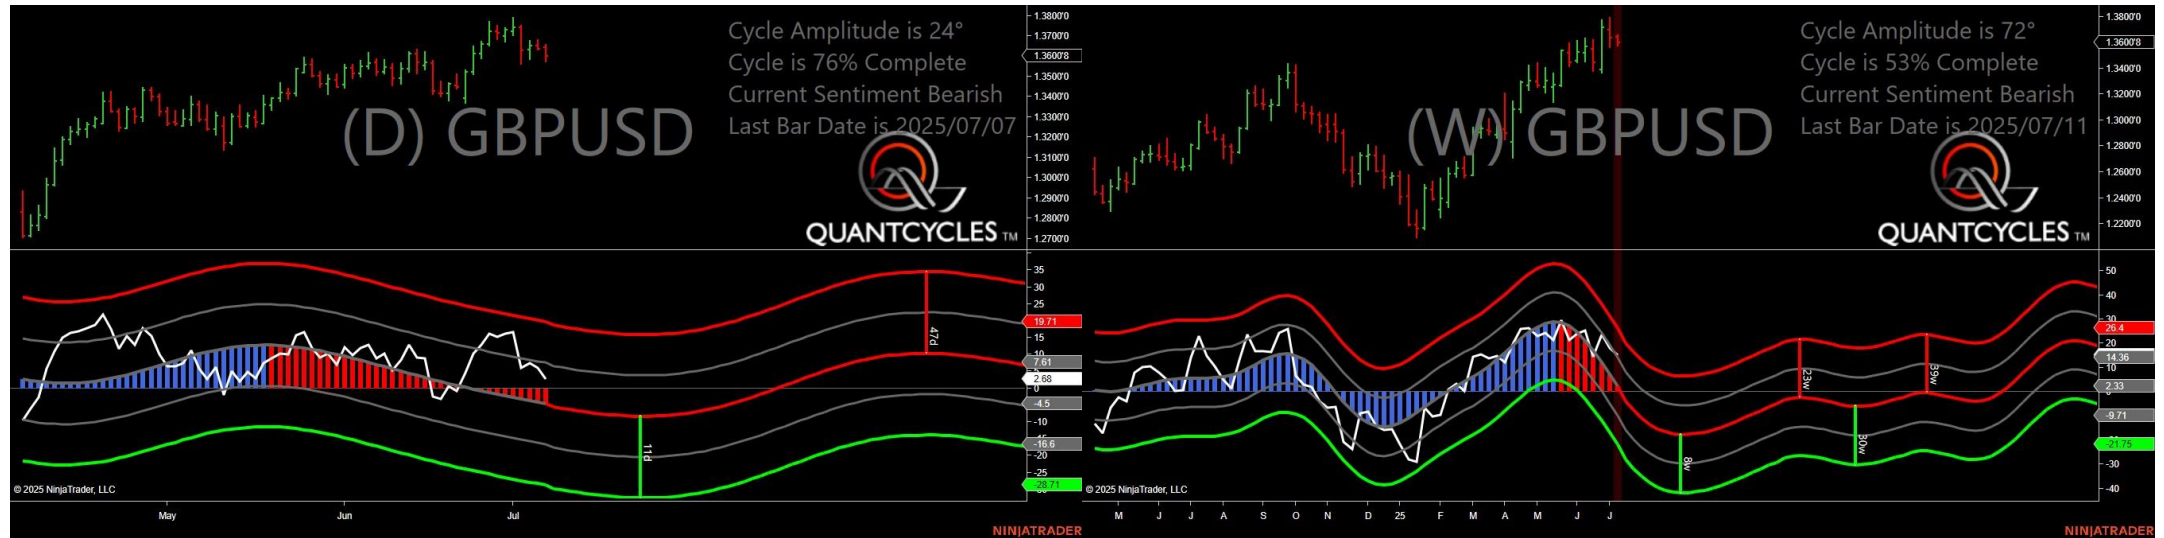 Cycle Amplitude is 24°
Cycle is 76% Complete
Current Sentiment Bearish
Last Bar Date is 2025/07/07
(D) GBPUSD
QUANTCYCLES TM
1.3800'0
1.3700'0
1.3600'8
1.3500'0
1.3400'0
1.3300'0
1.3200'0
1.3100'0
1.3000'0
1.2900'0
1.2800'0
1.2700'0
35
30
25
19.71
15
10
7.61
2.68
0
-4.5
-10
-15
-16.6
-20
-25
-28.71
47d
11d
© 2025 NinjaTrader, LLC
May Jun Jul
NINJATRADER
Cycle Amplitude is 72°
Cycle is 53% Complete
Current Sentiment Bearish
Last Bar Date is 2025/07/11
(W) GBPUSD
QUANTCYCLES TM
1.3800'0
1.3600'8
1.3400'0
1.3200'0
1.3000'0
1.2800'0
1.2600'0
1.2400'0
1.2200'0
50
40
30
26.4
20
14.36
10
2.33
-9.71
-21.75
-30
-40
23w
39w
8w
30w
© 2025 NinjaTrader, LLC
M J J A S O N D 25 F M A M J J
NINJATRADER